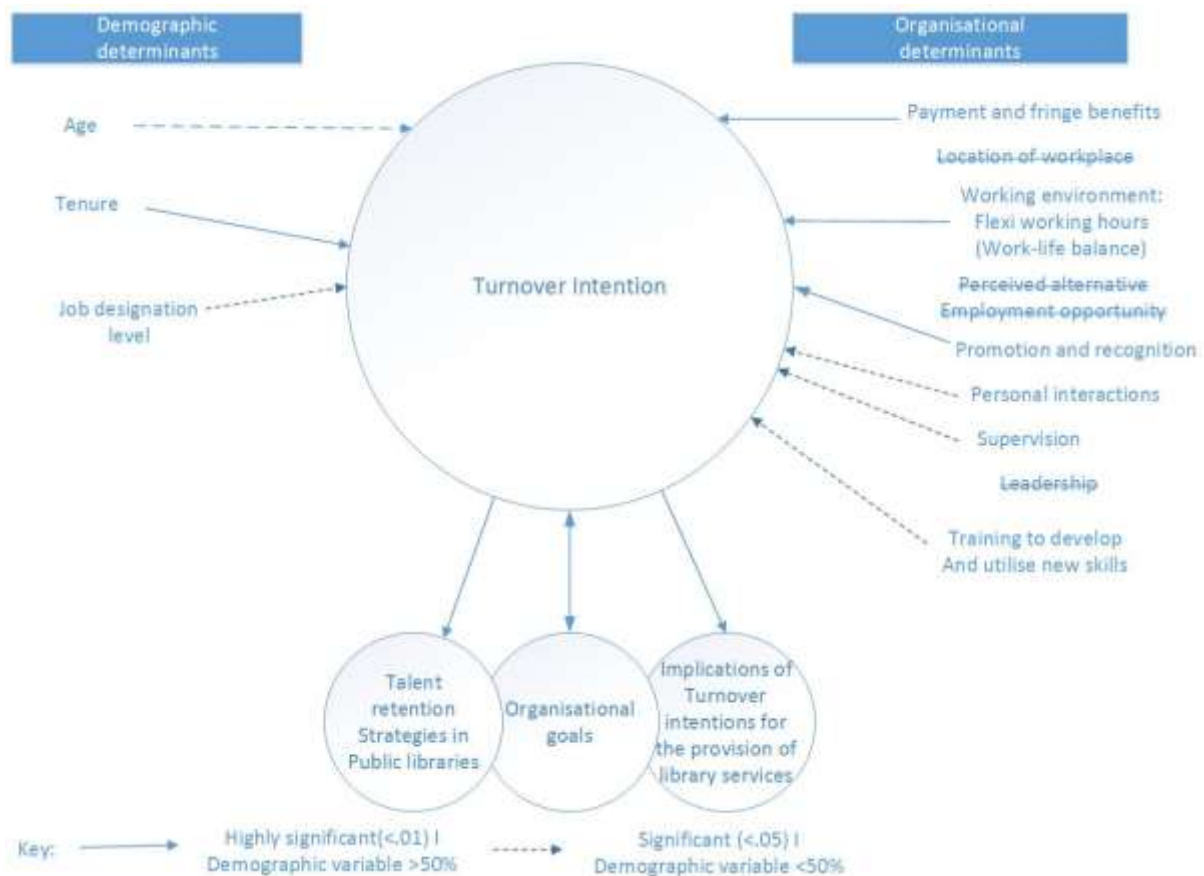 Demographic
determinants
Organisational
determinants
Age
Tenure
Job designation
level
Turnover Intention
Payment and fringe benefits
Location of workplace
Working environment:
Flexi working hours
(Work-life balance)
Perceived alternative
Employment opportunity
Promotion and recognition
Personal interactions
Supervision
Leadership
Training to develop
And utilise new skills
Talent
retention
Strategies in
Public libraries
Organisational
goals
Implications of
Turnover
intentions for
the provision of
library services
Key:
Highly significant(<.01) I
Demographic variable >50%
Significant (<.05) I
Demographic variable <50%